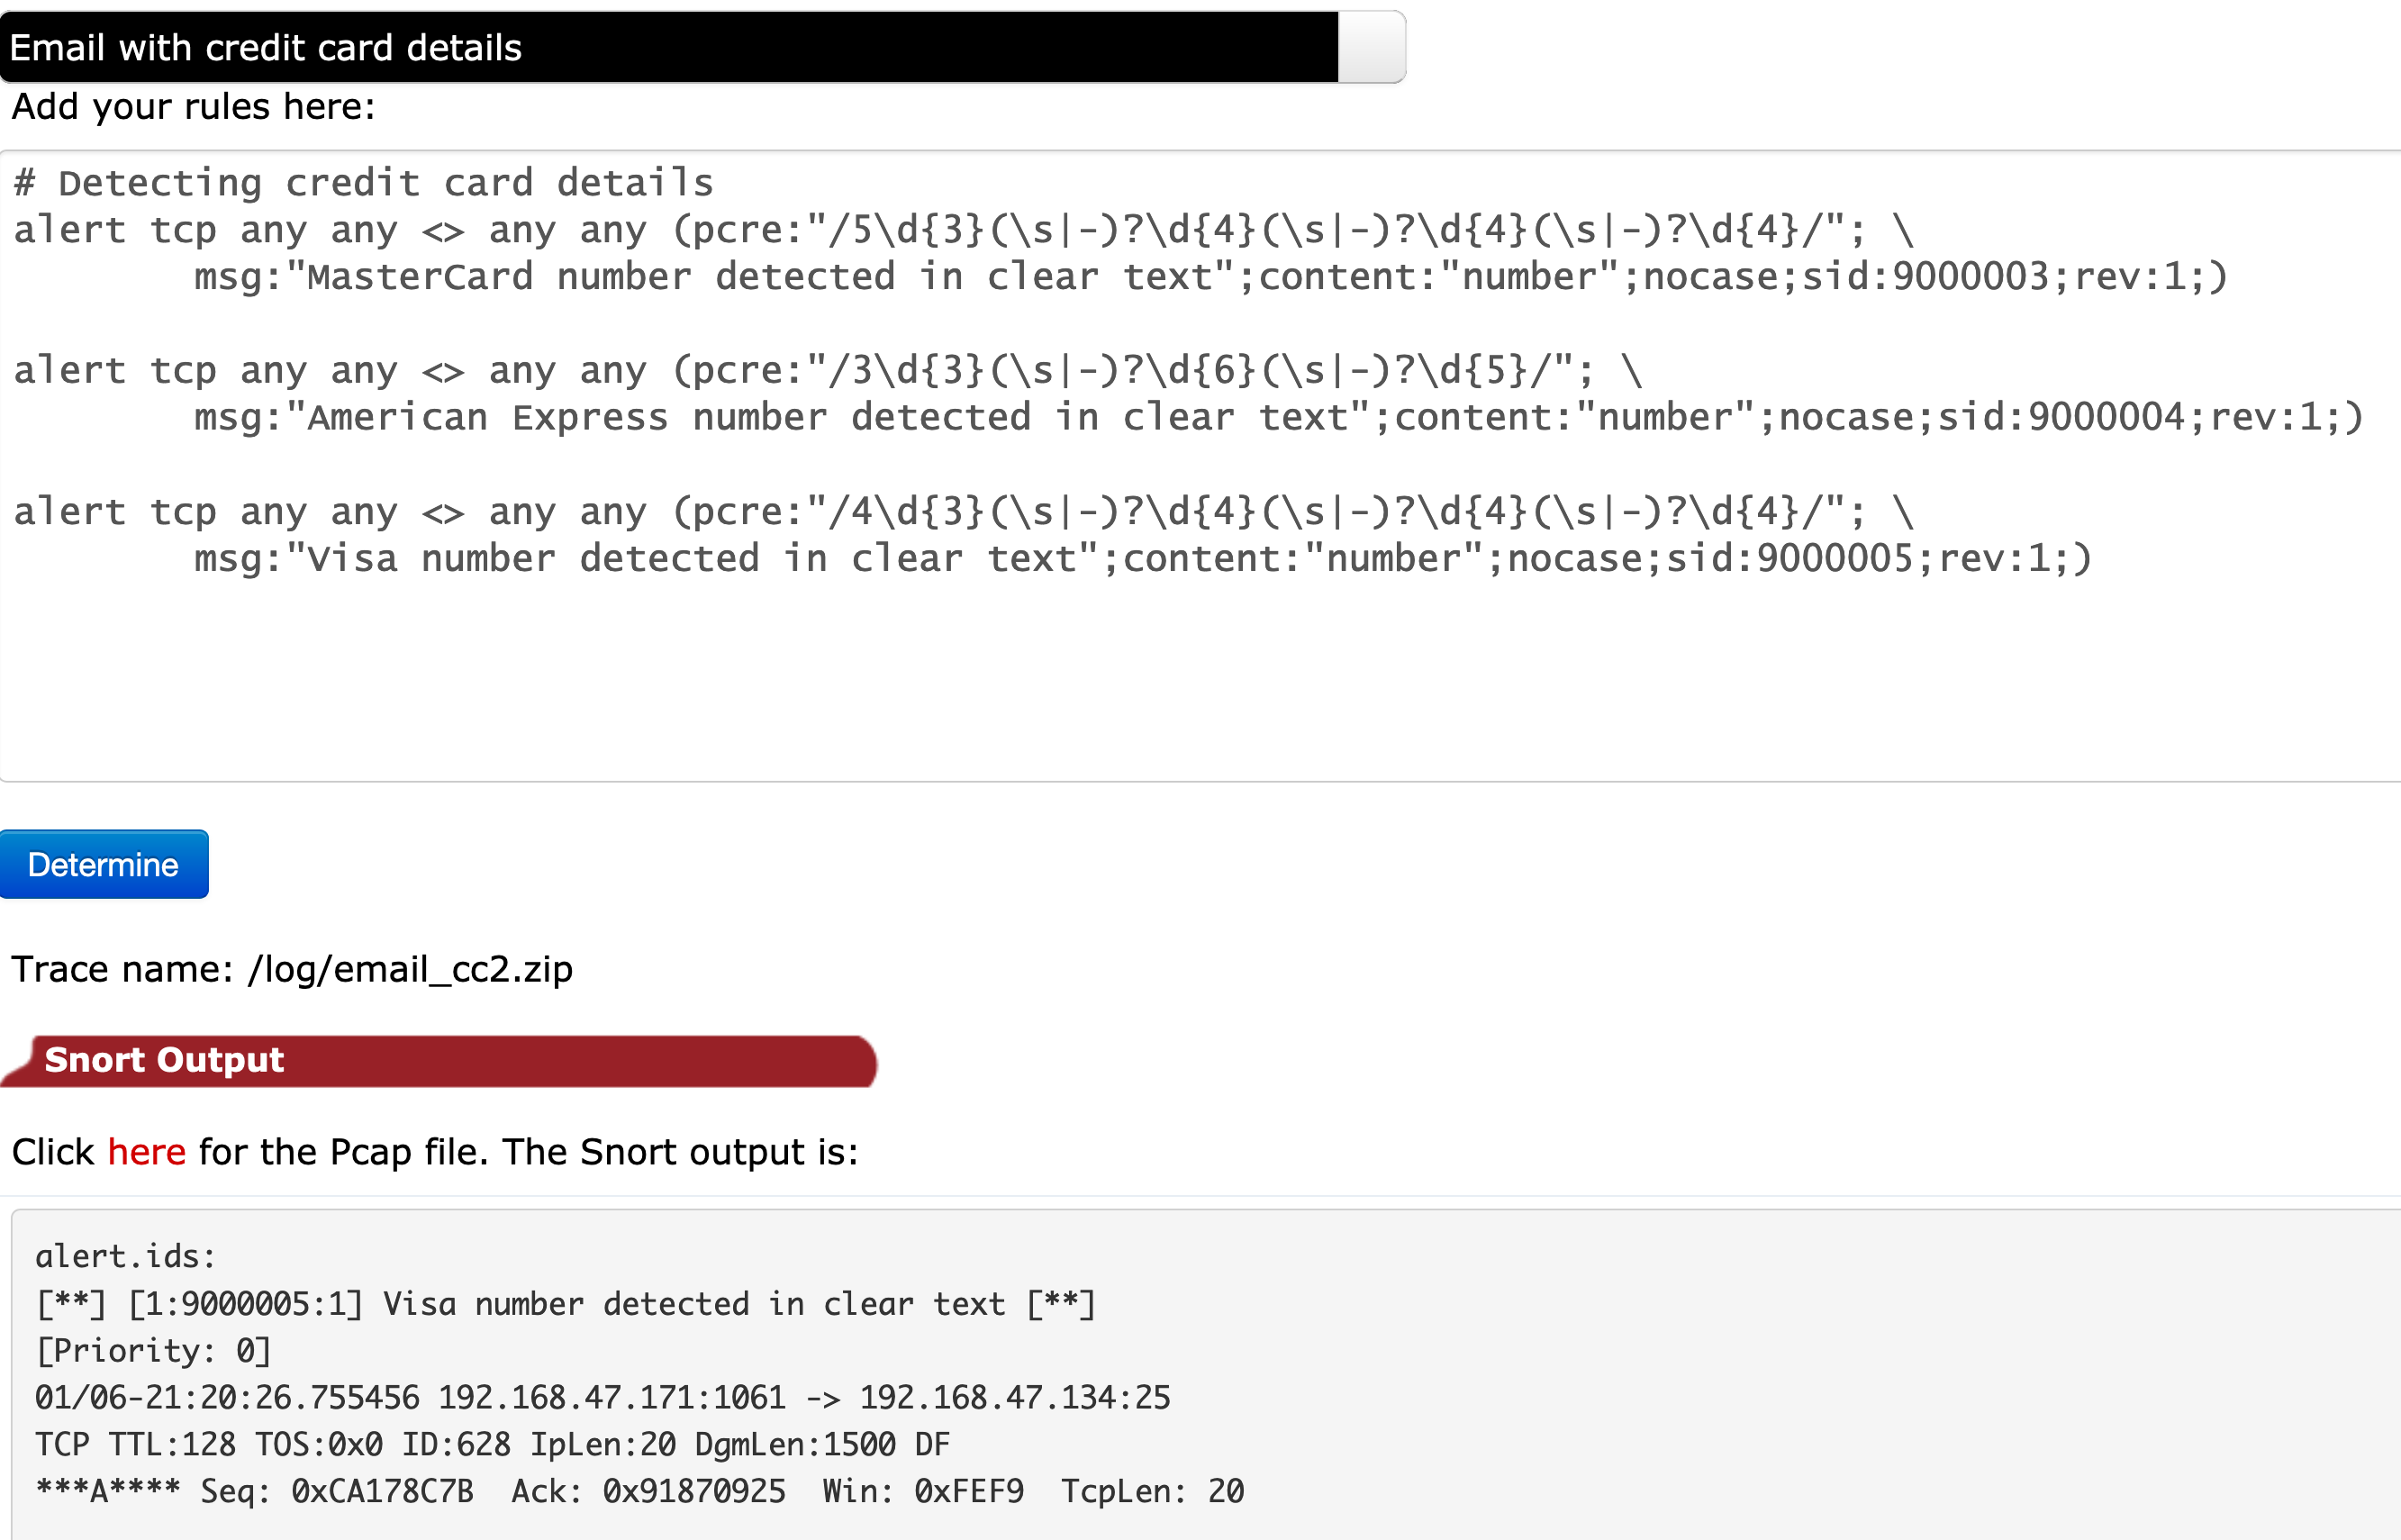 Email with credit card details
Add your rules here:
# Detecting credit card details
alert tcp any any <> any any (pcre:"/5\d{3}(\s|-)?\d{4}(\s|-)?\d{4}(\s|-)?\d{4}/"; \
msg:"MasterCard number detected in clear text";content:"number";nocase;sid:9000003;rev:1;)
alert tcp any any <> any any (pcre:"/3\d{3}(\s|-)?\d{6}(\s|-)?\d{5}/"; \
msg:"American Express number detected in clear text";content:"number";nocase;sid:9000004;rev:1;)
alert tcp any any <> any any (pcre:"/4\d{3}(\s|-)?\d{4}(\s|-)?\d{4}(\s|-)?\d{4}/"; \
msg:"Visa number detected in clear text";content:"number";nocase;sid:9000005;rev:1;)
Determine
Trace name: /log/email_cc2.zip
Snort Output
Click here for the Pcap file. The Snort output is:
alert.ids:
[**] [1:9000005:1] Visa number detected in clear text [**]
[Priority: 0]
01/06-21:20:26.755456 192.168.47.171:1061 -> 192.168.47.134:25
TCP TTL:128 TOS:0x0 ID:628 IpLen:20 DgmLen:1500 DF
***A**** Seq: 0xCA178C7B  Ack: 0x91870925  Win: 0xFEF9  TcpLen: 20